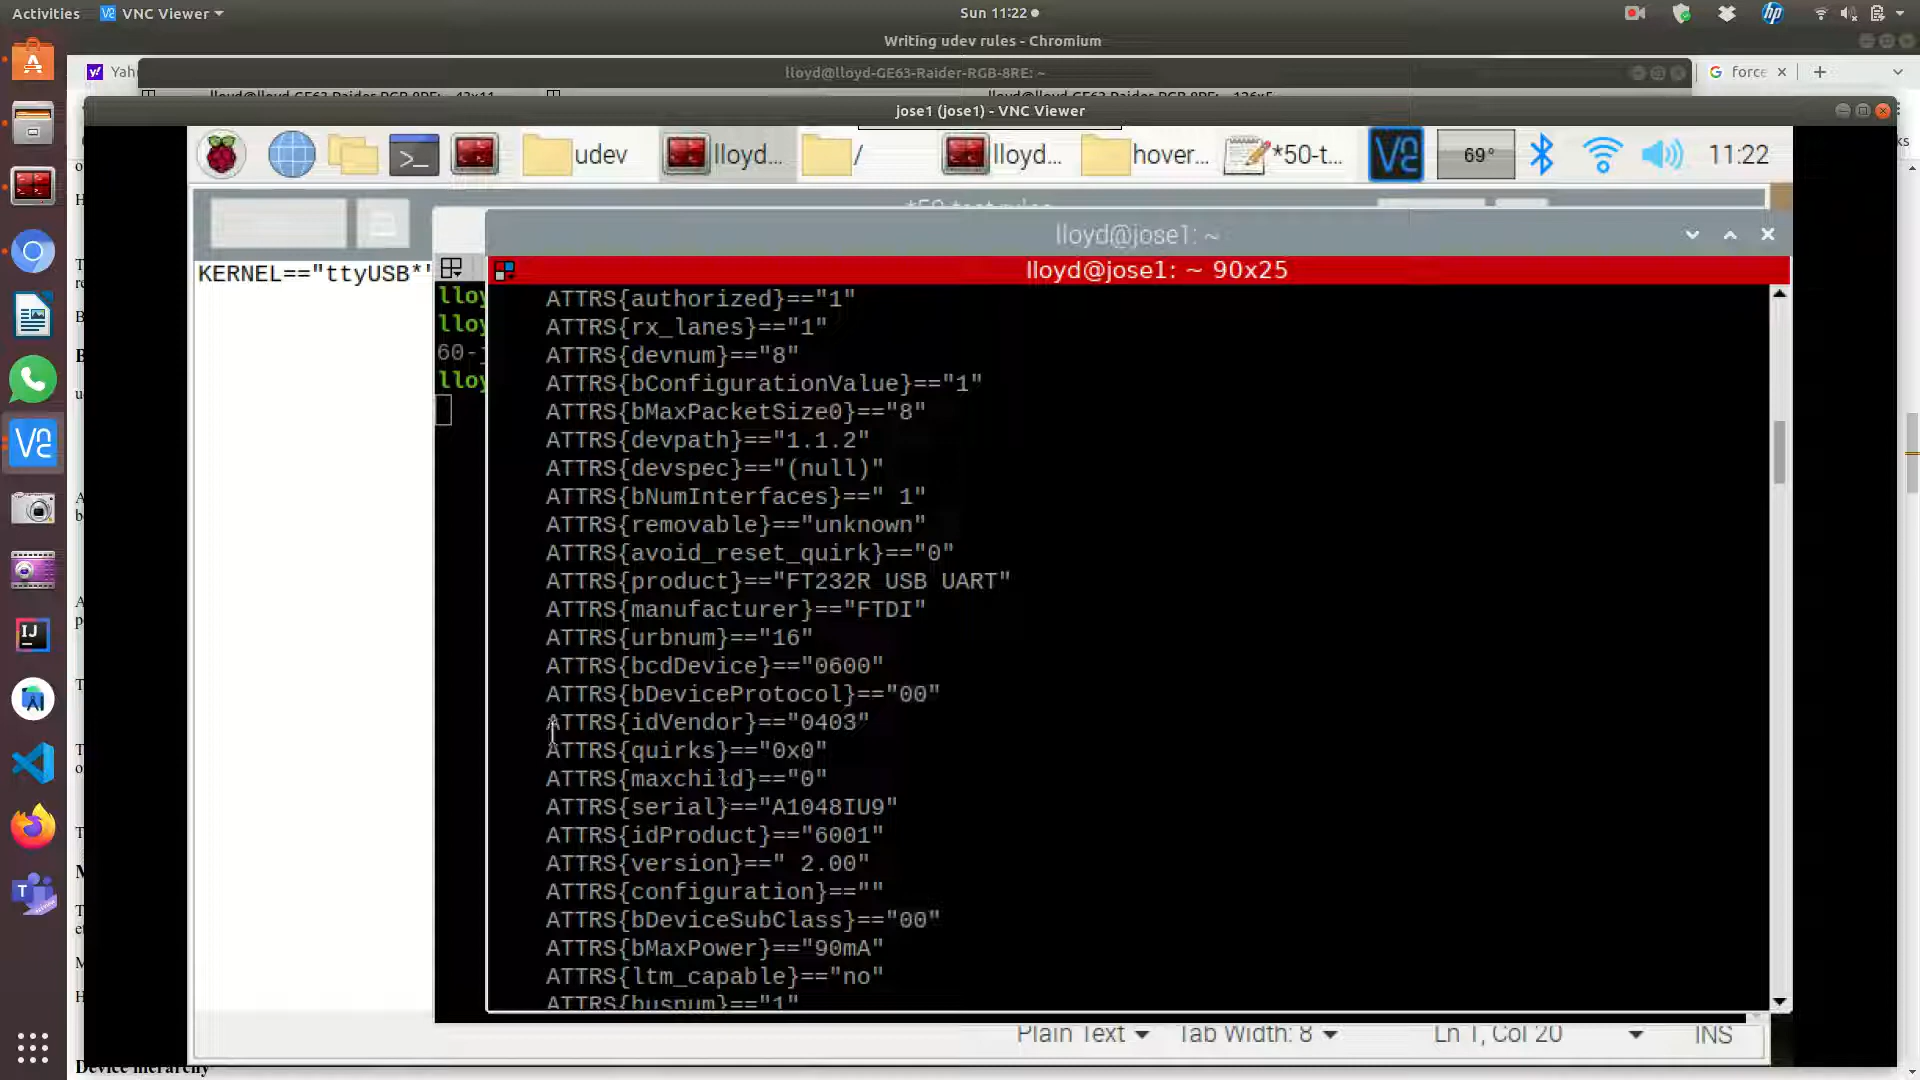 Activities
VNC Viewer
Sun 11:22
Writing udev rules - Chromium
lloyd@lloyd-GE63-Raider-RGB-8RE: ~
force
jose1 (jose1) - VNC Viewer
udev
lloyd...
/
lloyd...
hover...
*50-t...
69°
11:22
lloyd@jose1: ~
KERNEL=="ttyUSB*"
lloyd@jose1: ~ 90x25
ATTRS{authorized}=="1"
ATTRS{rx_lanes}=="1"
ATTRS{devnum}=="8"
ATTRS{bConfigurationValue}=="1"
ATTRS{bMaxPacketSize0}=="8"
ATTRS{devpath}=="1.1.2"
ATTRS{devspec}=="(null)"
ATTRS{bNumInterfaces}==" 1"
ATTRS{removable}=="unknown"
ATTRS{avoid_reset_quirk}=="0"
ATTRS{product}=="FT232R USB UART"
ATTRS{manufacturer}=="FTDI"
ATTRS{urbnum}=="16"
ATTRS{bcdDevice}=="0600"
ATTRS{bDeviceProtocol}=="00"
ATTRS{idVendor}=="0403"
ATTRS{quirks}=="0x0"
ATTRS{maxchild}=="0"
ATTRS{serial}=="A1048IU9"
ATTRS{idProduct}=="6001"
ATTRS{version}==" 2.00"
ATTRS{configuration}==""
ATTRS{bDeviceSubClass}=="00"
ATTRS{bMaxPower}=="90mA"
ATTRS{ltm_capable}=="no"
ATTRS{busnum}=="1"
Plain Text
Tab Width: 8
Ln 1, Col 20
INS
Device hierarchy